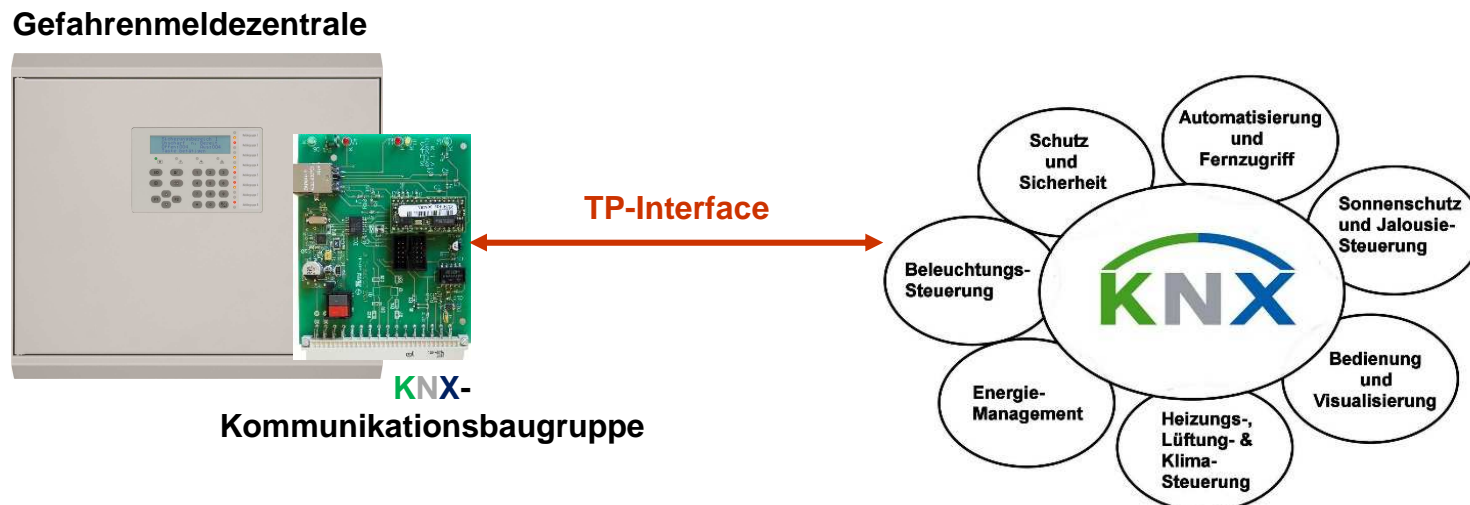 Gefahrenmeldezentrale
TP-Interface
KNX-
Kommunikationsbaugruppe
Schutz
und
Sicherheit
Automatisierung
und
Fernzugriff
Sonnenschutz
und Jalousie-
Steuerung
Beleuchtungs-
Steuerung
KNX
Bedienung
und
Visualisierung
Energie-
Management
Heizungs-,
Lüftung- &
Klima-
Steuerung